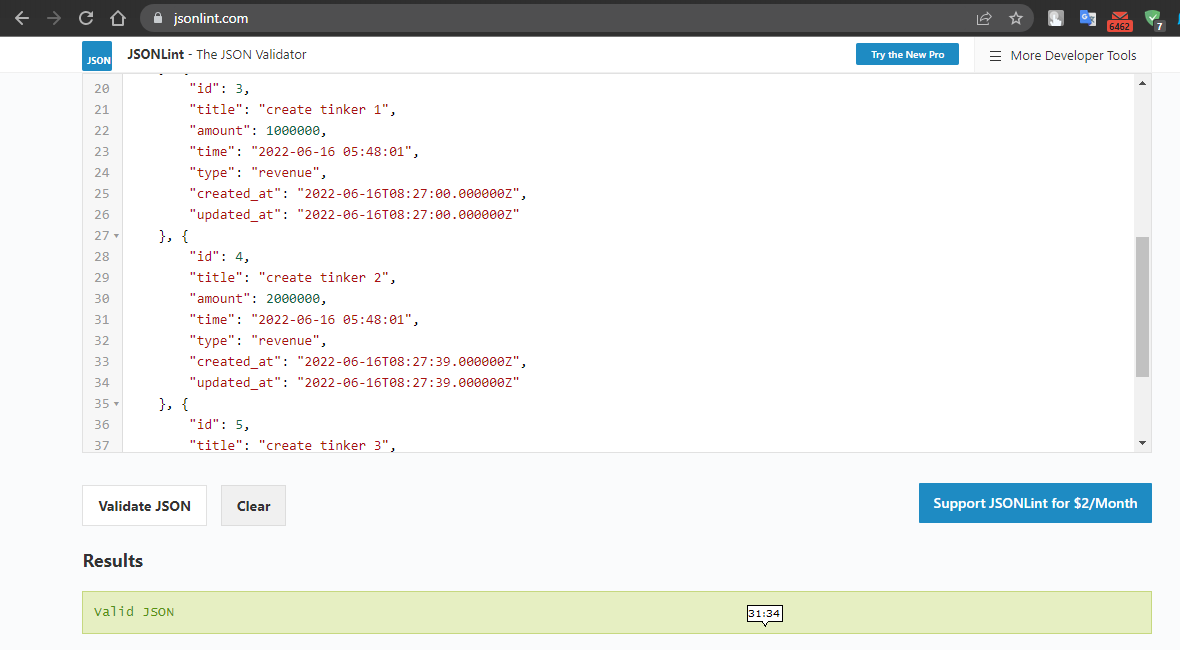 jsonlint.com
6462
7
JSON
JSONLint - The JSON Validator
Try the New Pro
More Developer Tools
20 "id": 3,
21 "title": "create tinker 1",
22 "amount": 1000000,
23 "time": "2022-06-16 05:48:01",
24 "type": "revenue",
25 "created_at": "2022-06-16T08:27:00.000000Z",
26 "updated_at": "2022-06-16T08:27:00.000000Z"
27 }, {
28 "id": 4,
29 "title": "create tinker 2",
30 "amount": 2000000,
31 "time": "2022-06-16 05:48:01",
32 "type": "revenue",
33 "created_at": "2022-06-16T08:27:39.000000Z",
34 "updated_at": "2022-06-16T08:27:39.000000Z"
35 }, {
36 "id": 5,
37 "title": "create tinker 3",
Validate JSON
Clear
Support JSONLint for $2/Month
Results
Valid JSON
31:34